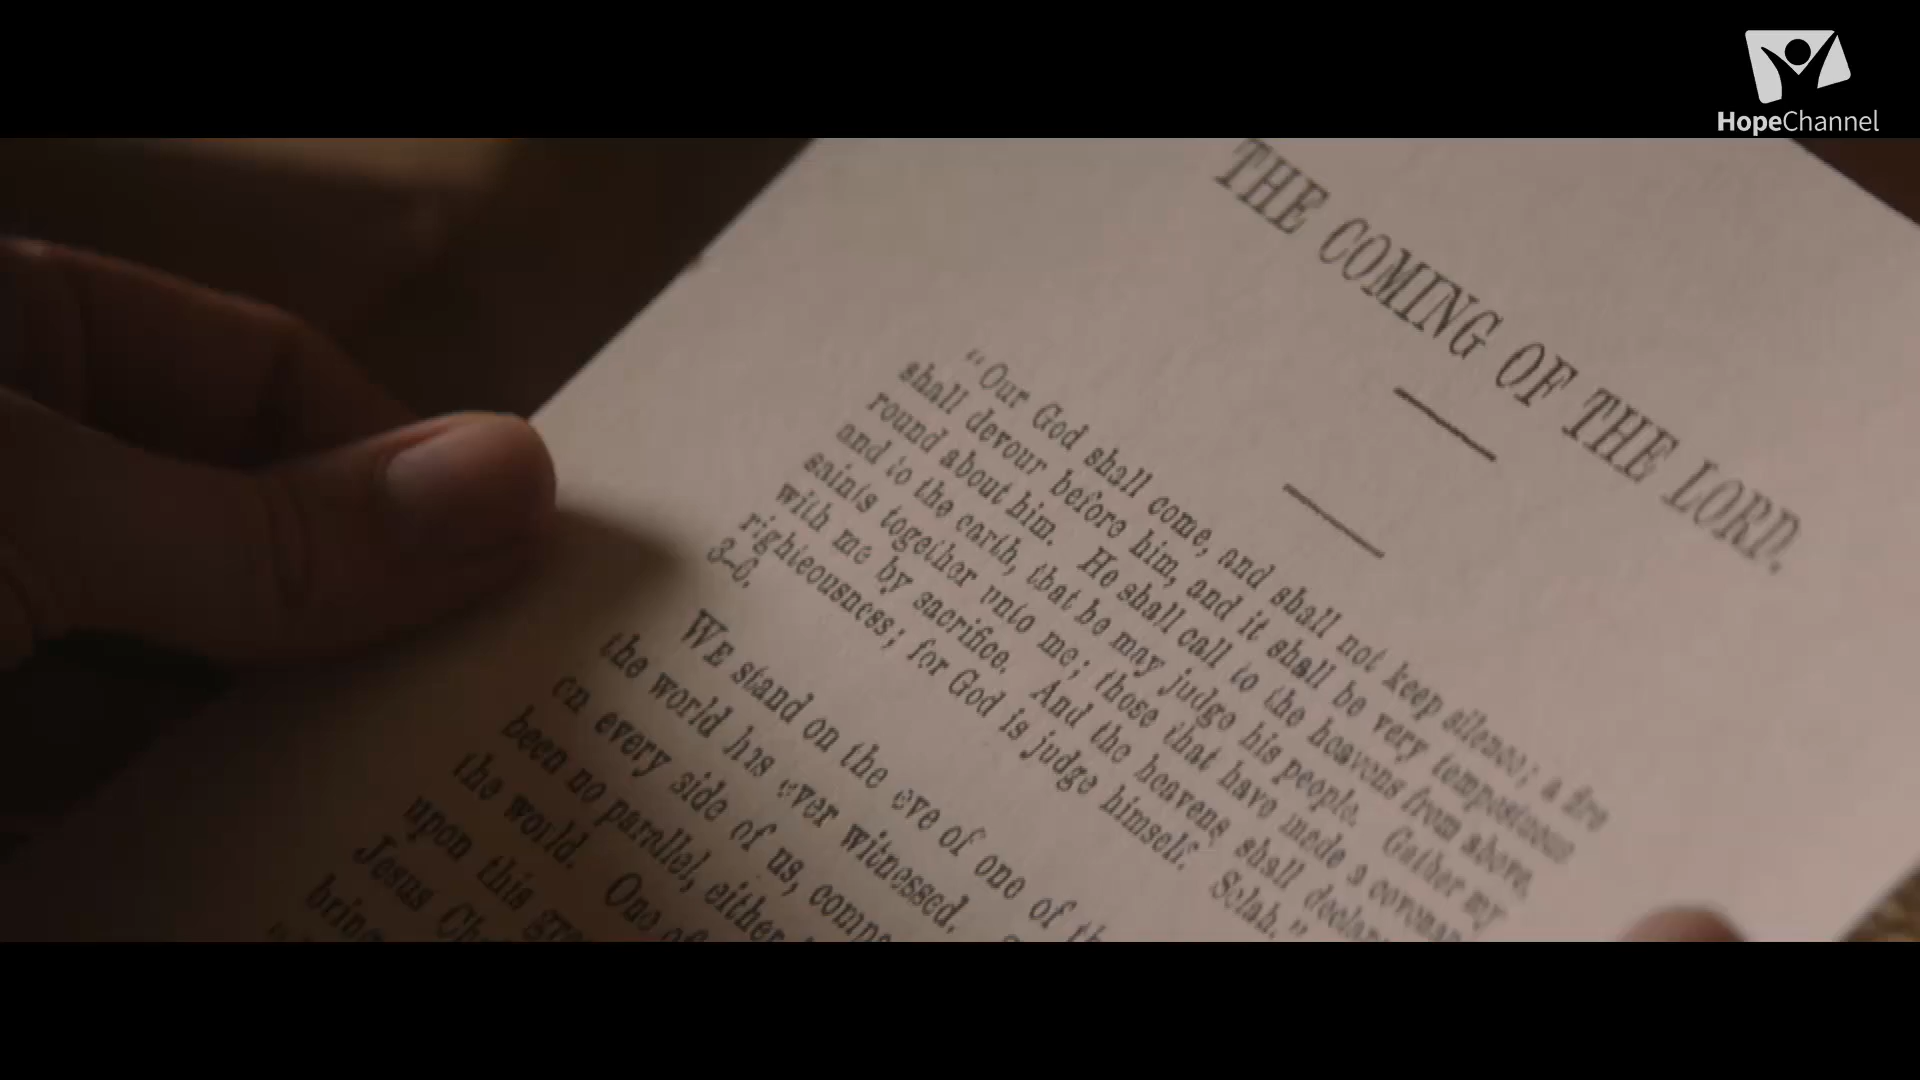 HopeChannel
THE COMING OF THE LORD.
"Our God shall come, and shall not keep silence; a fire
shall devour before him, and it shall be very tempestuous
round about him. He shall call to the heavens from above,
and to the earth, that he may judge his people. Gather my
saints together unto me; those that have made a
with me by sacrifice. And the heavens shall
righteousness; for God is judge himself. Selah."
3-6.
WE stand on the eve of one of
the world has ever witnessed.
on every side of us,
been no parallel, either
the world. One of
upon this
Jesus